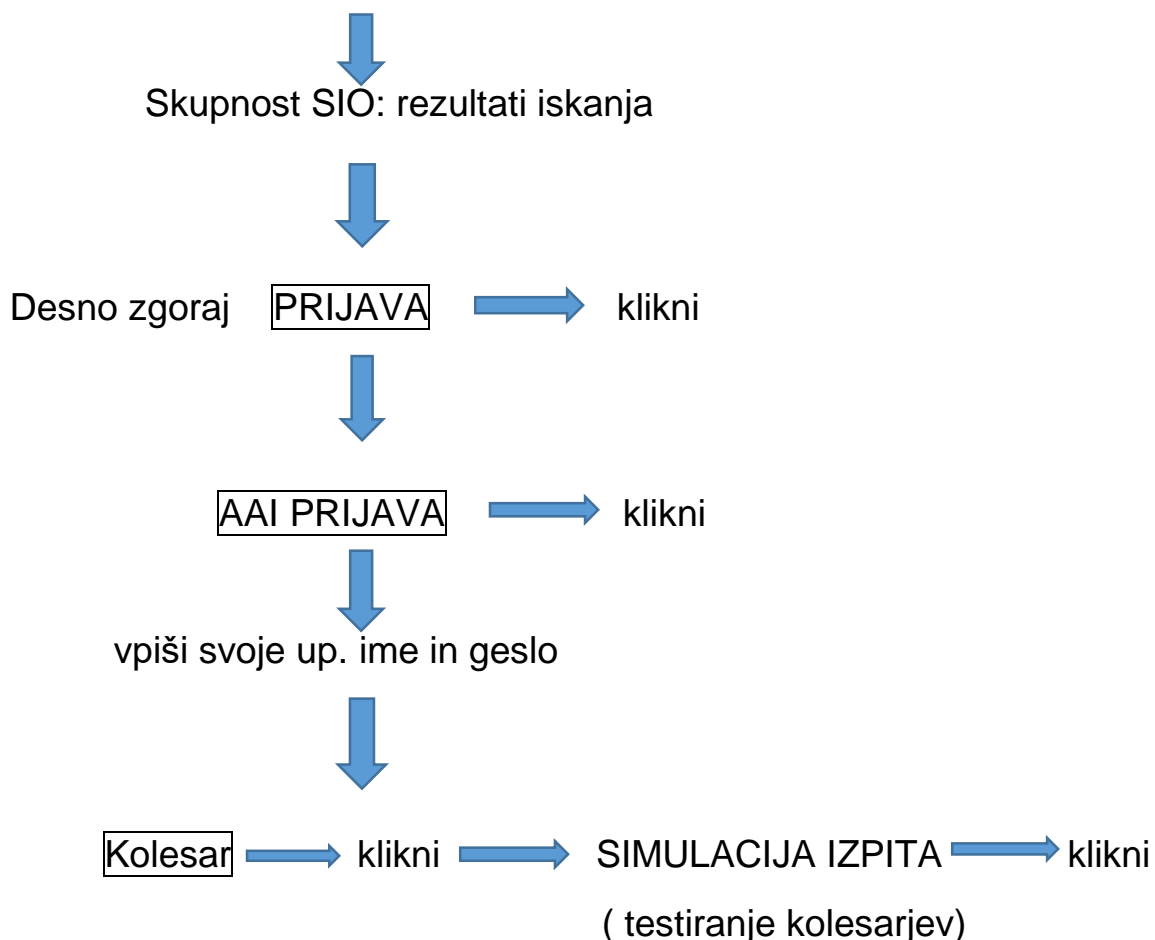 Skupnost SIO: rezultati iskanja
Desno zgoraj PRIJAVA klikni
AAI PRIJAVA klikni
vpiši svoje up. ime in geslo
Kolesar klikni SIMULACIJA IZPITA klikni
( testiranje kolesarjev)